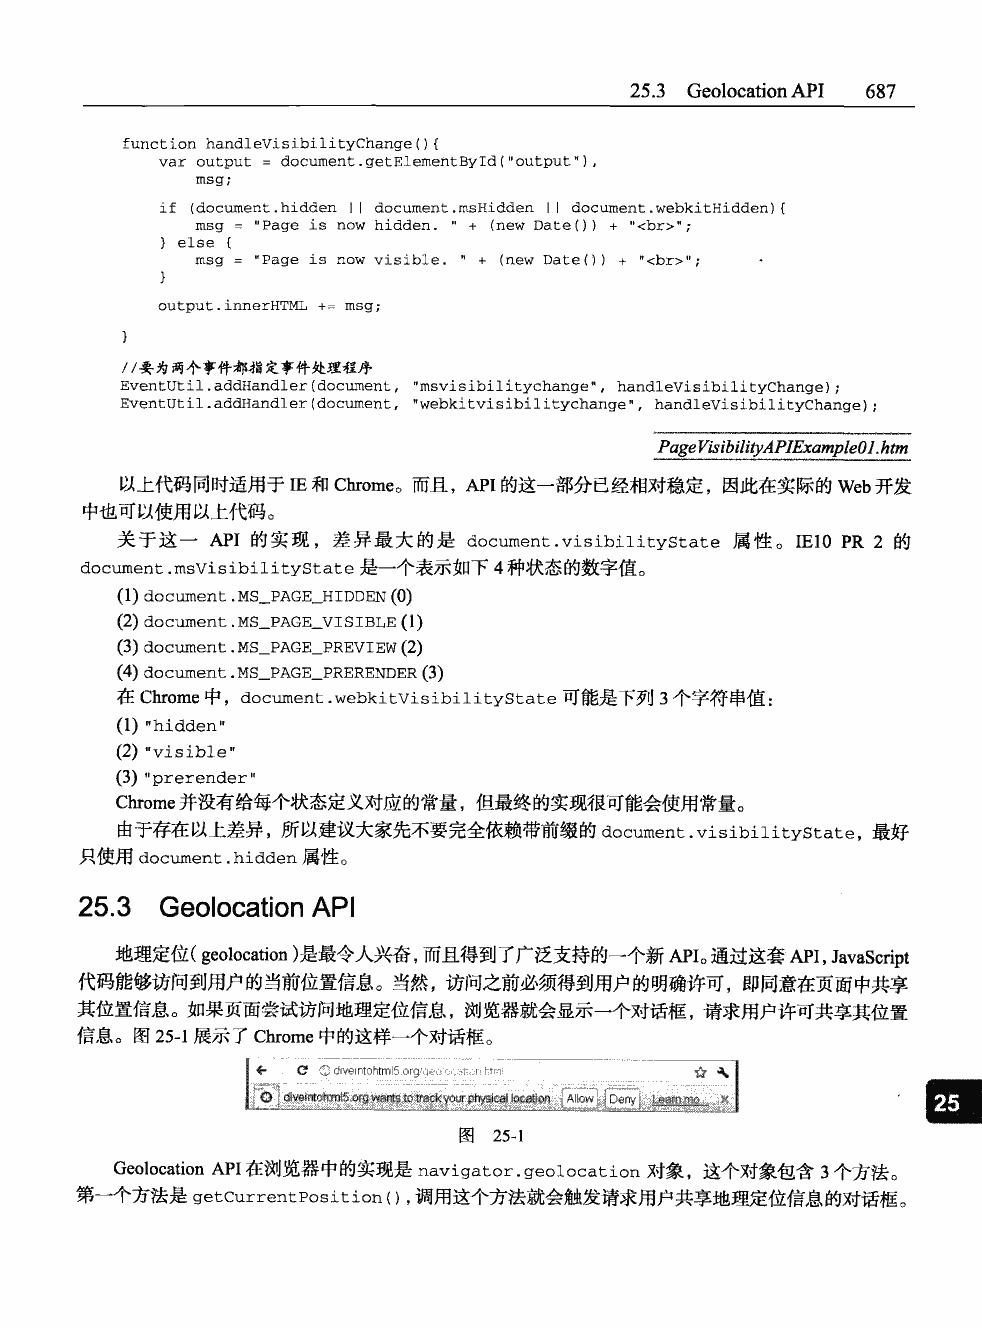 25.3 Geolocation API 687
function handleVisibilityChange(){
var output = document.getElementById("output"),
msg;
if (document.hidden || document.msHidden || document.webkitHidden){
msg = "Page is now hidden. " + (new Date()) + "<br>";
} else {
msg = "Page is now visible. " + (new Date()) + "<br>";
}
output.innerHTML += msg;
}
//要为两个事件都指定事件处理程序
EventUtil.addHandler(document, "msvisibilitychange", handleVisibilityChange);
EventUtil.addHandler(document, "webkitvisibilitychange", handleVisibilityChange);
PageVisibilityAPIExample01.htm
以上代码同时适用于 IE 和 Chrome。而且，API 的这一部分已经相对稳定，因此在实际的 Web 开发
中也可以使用以上代码。
关于这一 API 的实现，差异最大的是 document.visibilityState 属性。IE10 PR 2 的
document.msVisibilityState 是一个表示如下 4 种状态的数字值。
(1) document.MS_PAGE_HIDDEN (0)
(2) document.MS_PAGE_VISIBLE (1)
(3) document.MS_PAGE_PREVIEW (2)
(4) document.MS_PAGE_PRERENDER (3)
在 Chrome 中，document.webkitVisibilityState 可能是下列 3 个字符串值：
(1) "hidden"
(2) "visible"
(3) "prerender"
Chrome 并没有给每个状态定义对应的常量，但最终的实现很可能会使用常量。
由于存在以上差异，所以建议大家先不要完全依赖带前缀的 document.visibilityState，最好
只使用 document.hidden 属性。
25.3 Geolocation API
地理定位( geolocation )是最令人兴奋，而且得到了广泛支持的一个新 API。通过这套 API，JavaScript
代码能够访问到用户的当前位置信息。当然，访问之前必须得到用户的明确许可，即同意在页面中共享
其位置信息。如果页面尝试访问地理定位信息，浏览器就会显示一个对话框，请求用户许可共享其位置
信息。图 25-1 展示了 Chrome 中的这样一个对话框。
diveintohtml5.org/geolocation.html
diveintohtml5.org wants to track your physical location Allow Deny Learn mo...
25
图 25-1
Geolocation API 在浏览器中的实现是 navigator.geolocation 对象，这个对象包含 3 个方法。
第一个方法是 getCurrentPosition()，调用这个方法就会触发请求用户共享地理定位信息的对话框。